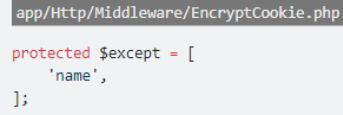 app/Http/Middleware/EncryptCookie.php
protected $except = [
    'name',
];